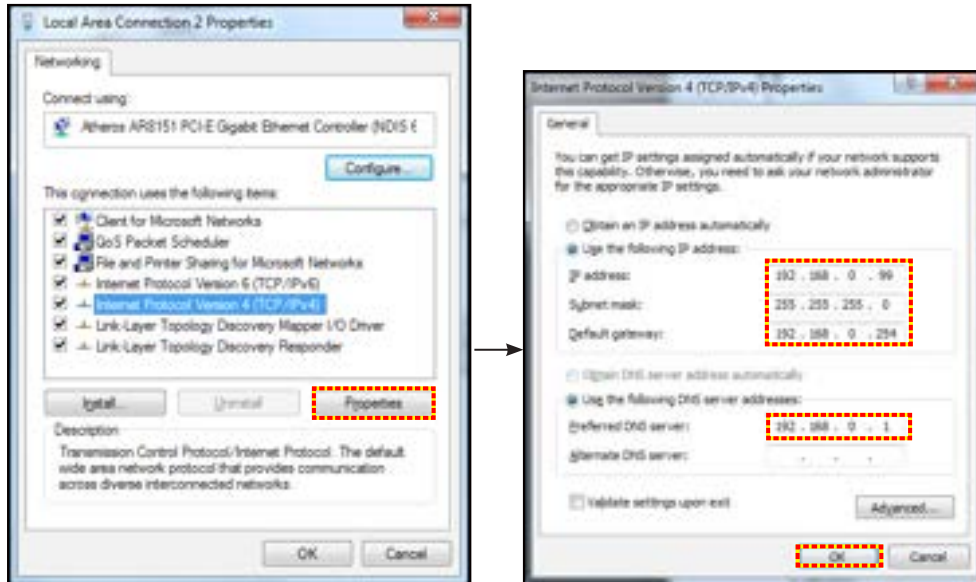 Local Area Connection 2 Properties
Networking
Connect using:
Atheros AR8151 PCI-E Gigabit Ethernet Controller (NDIS 6
Configure...
This connection uses the following items:
Client for Microsoft Networks
QoS Packet Scheduler
File and Printer Sharing for Microsoft Networks
Internet Protocol Version 6 (TCP/IPv6)
Internet Protocol Version 4 (TCP/IPv4)
Link-Layer Topology Discovery Mapper I/O Driver
Link-Layer Topology Discovery Responder
Install...
Uninstall
Properties
Description
Transmission Control Protocol/Internet Protocol. The default
wide area network protocol that provides communication
across diverse interconnected networks.
OK
Cancel
Internet Protocol Version 4 (TCP/IPv4) Properties
General
You can get IP settings assigned automatically if your network supports
this capability. Otherwise, you need to ask your network administrator
for the appropriate IP settings.
Obtain an IP address automatically
Use the following IP address:
IP address: 192 . 168 . 0 . 99
Subnet mask: 255 . 255 . 255 . 0
Default gateway: 192 . 168 . 0 . 254
Obtain DNS server address automatically
Use the following DNS server addresses:
Preferred DNS server: 192 . 168 . 0 . 1
Alternate DNS server: . . .
Validate settings upon exit
Advanced...
OK
Cancel